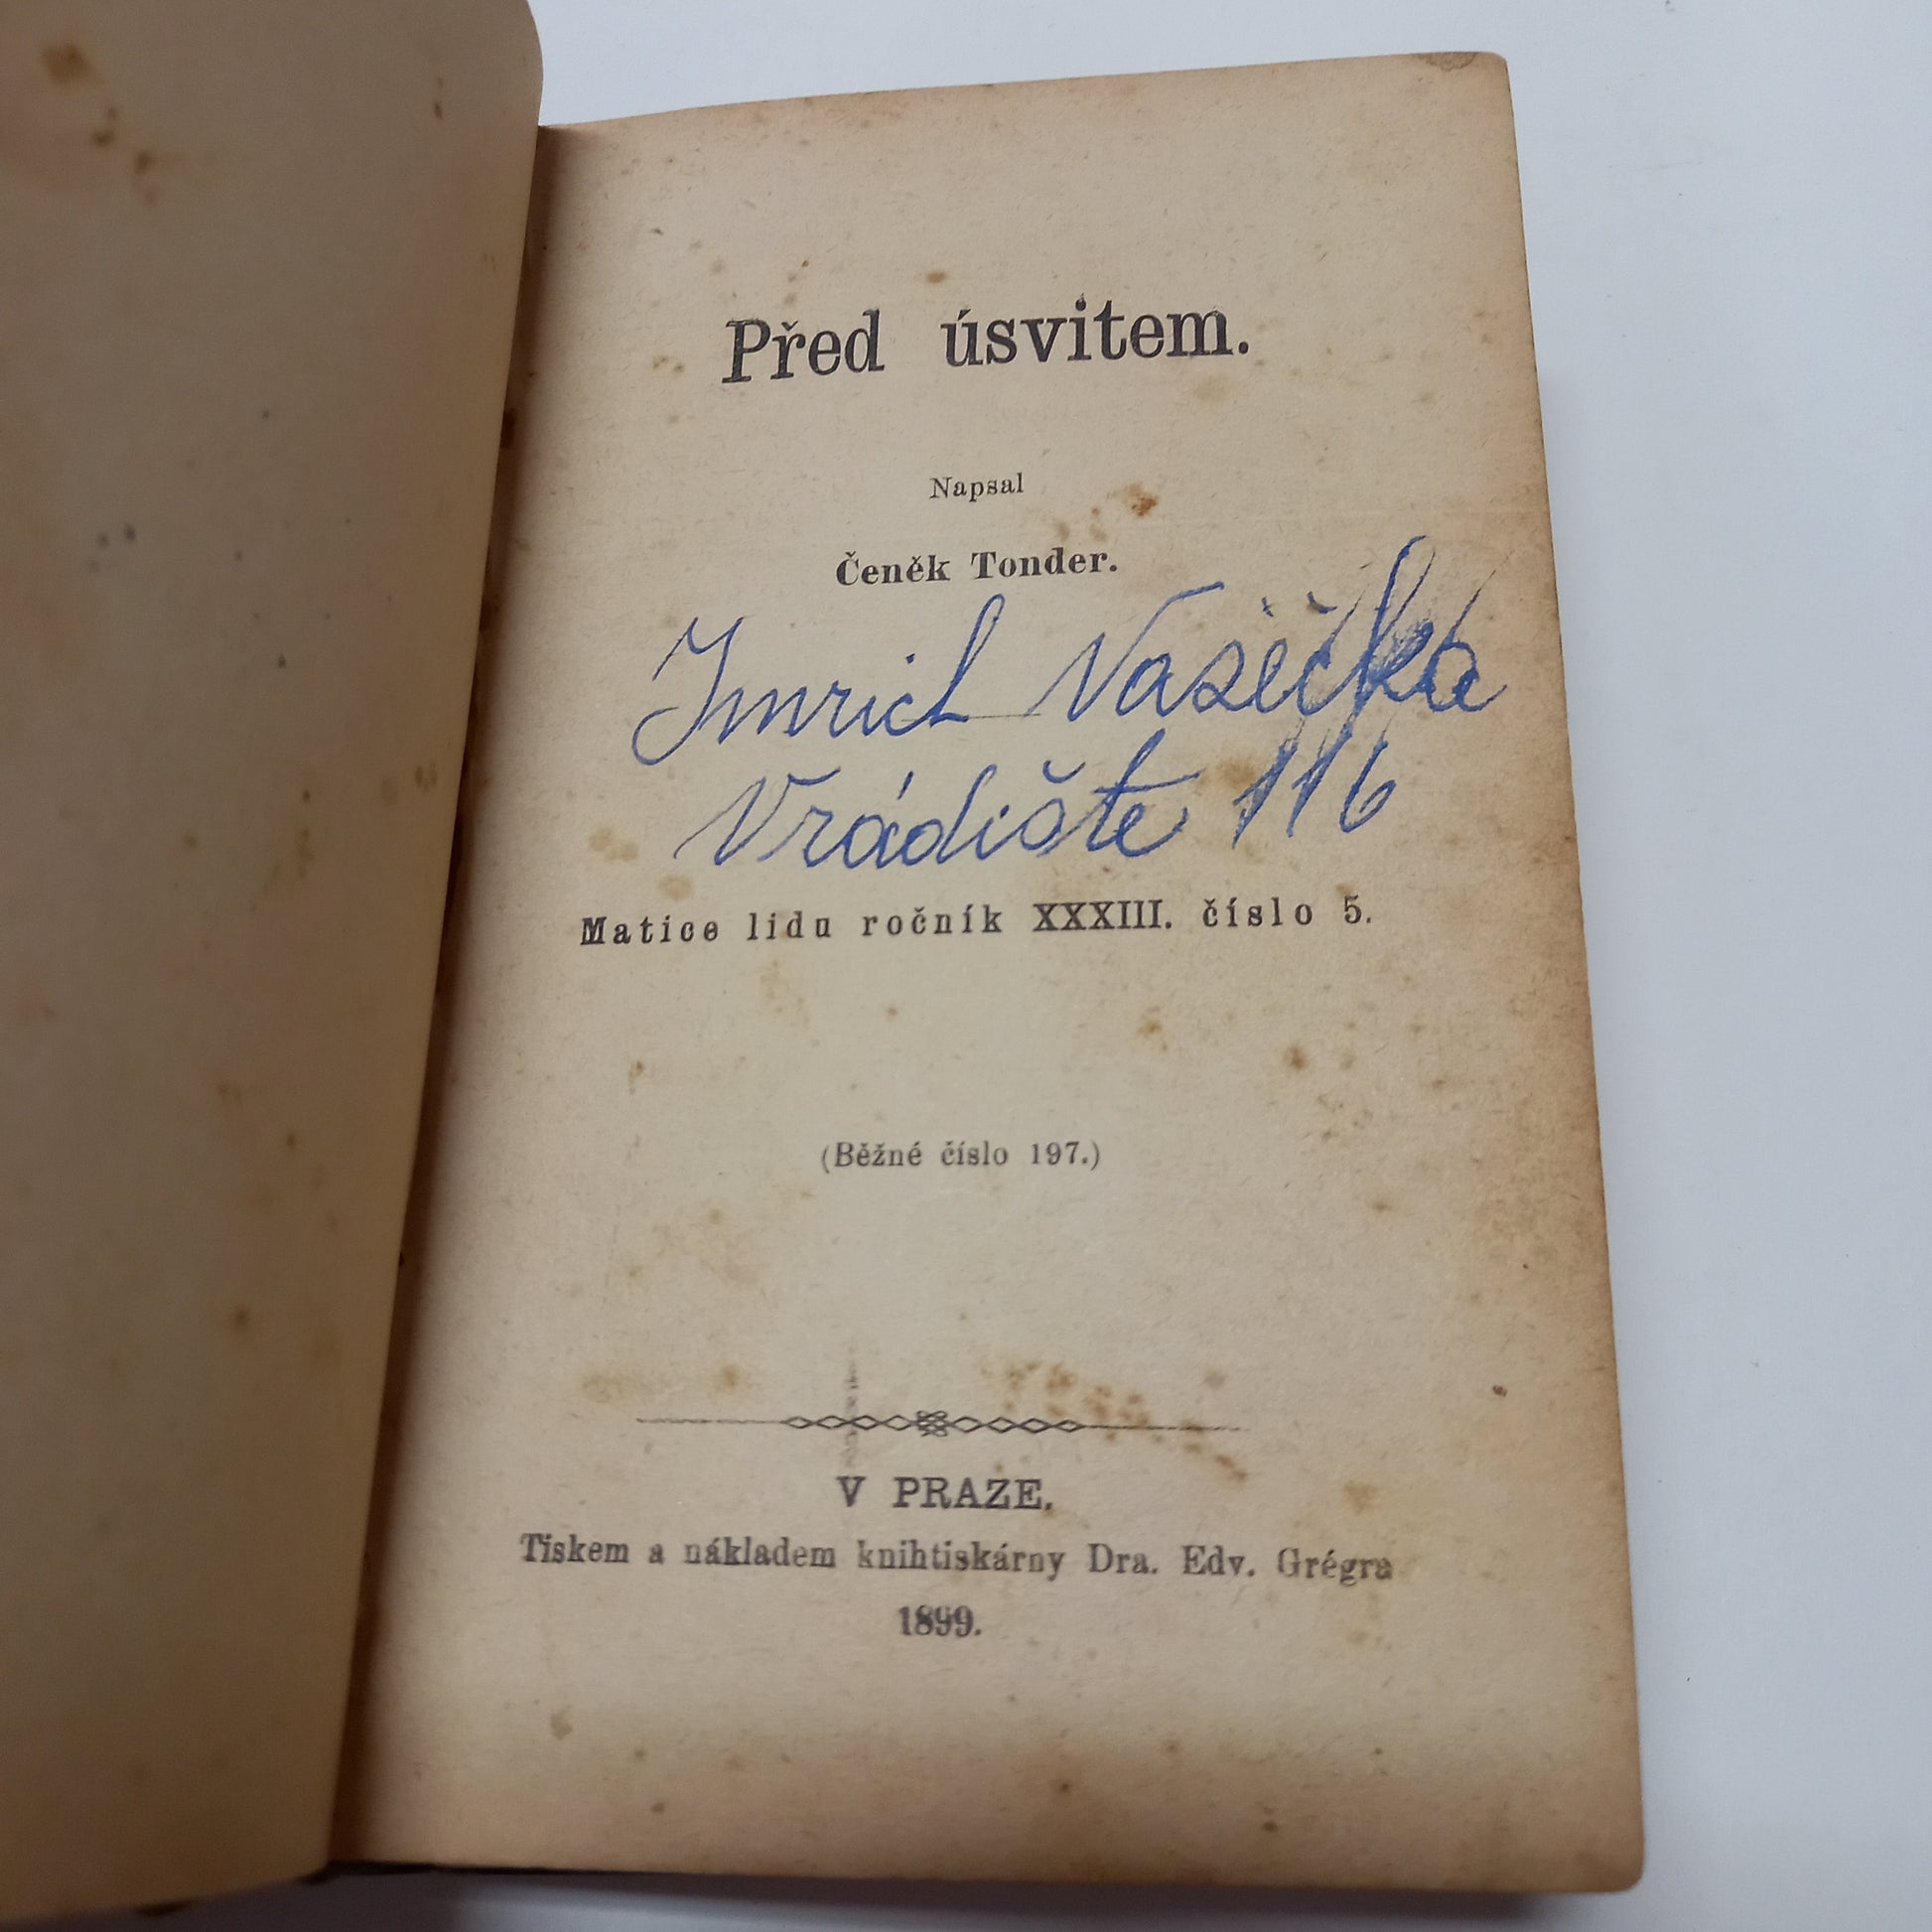 Před úsvitem.
Napsal
Čeněk Tonder.
Imrich Vašečka
Vrádište 116
Matice lidu ročník XXXIII. číslo 5.
(Běžné číslo 197.)
V PRAZE.
Tiskem a nákladem knihtiskárny Dra. Edv. Grégra
1899.